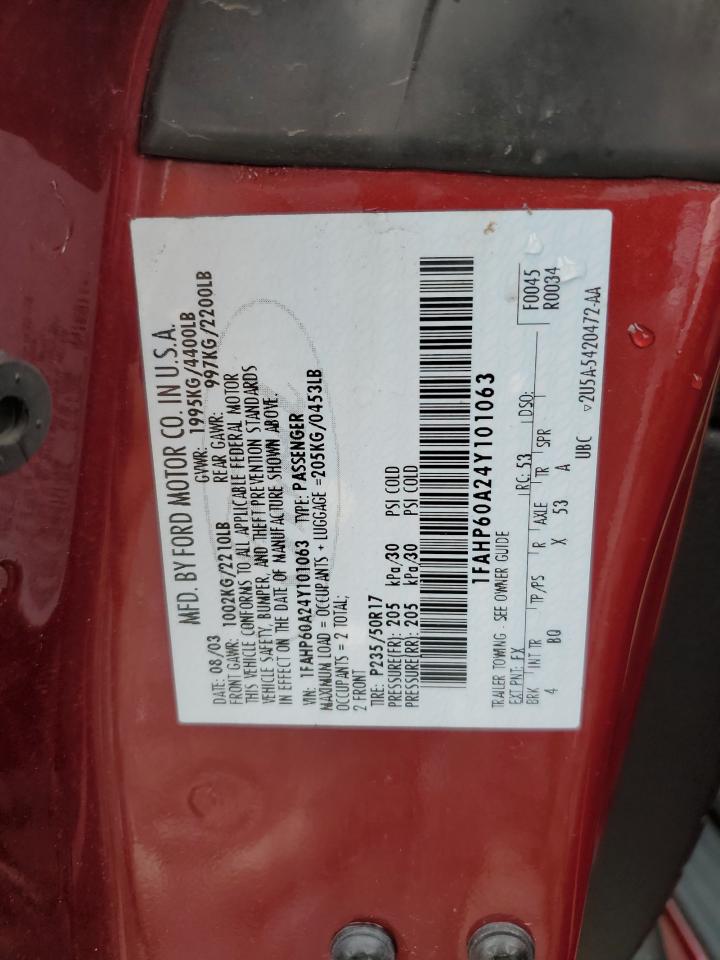 MFD. BY FORD MOTOR CO. IN U.S.A.
DATE: 08/03 GVWR: 1995KG/4400LB
FRONT GAWR: 1002KG/2210LB REAR GAWR: 997KG/2200LB
THIS VEHICLE CONFORMS TO ALL APPLICABLE FEDERAL MOTOR
VEHICLE SAFETY, BUMPER, AND THEFT PREVENTION STANDARDS
IN EFFECT ON THE DATE OF MANUFACTURE SHOWN ABOVE.
VIN: 1FAHP60A24Y101063 TYPE: PASSENGER
MAXIMUM LOAD = OCCUPANTS + LUGGAGE =205KG/0453LB
OCCUPANTS = 2 TOTAL;
2 FRONT
TIRE: P235/50R17
PRESSURE(FR): 205 kPa/30 PSI COLD
PRESSURE(RR): 205 kPa/30 PSI COLD
1FAHP60A24Y101063
TRAILER TOWING - SEE OWNER GUIDE
EXT PNT: FX RC: 53 DSO: F0045
BRK INT TR TP/PS R AXLE TR SPR R0034
4 BQ X 53 A
UBC ▽2U5A-5420472-AA